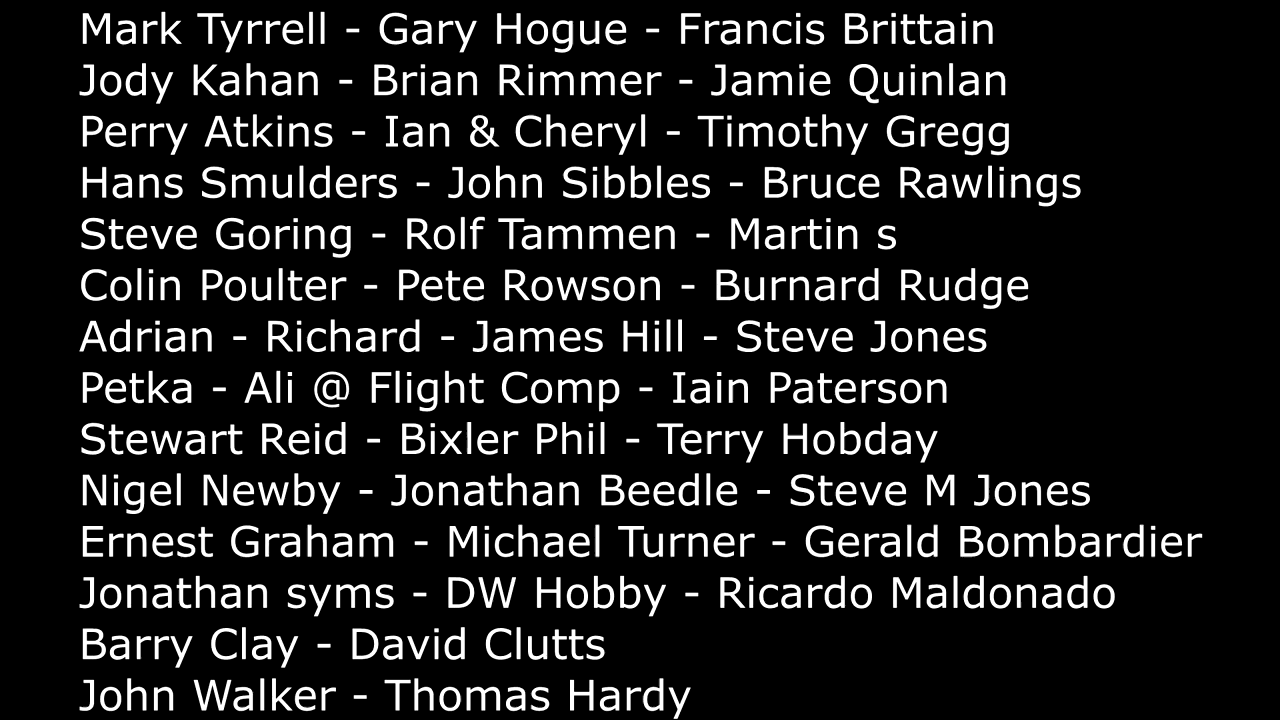 Mark Tyrrell - Gary Hogue - Francis Brittain
Jody Kahan - Brian Rimmer - Jamie Quinlan
Perry Atkins - Ian & Cheryl - Timothy Gregg
Hans Smulders - John Sibbles - Bruce Rawlings
Steve Goring - Rolf Tammen - Martin s
Colin Poulter - Pete Rowson - Burnard Rudge
Adrian - Richard - James Hill - Steve Jones
Petka - Ali @ Flight Comp - Iain Paterson
Stewart Reid - Bixler Phil - Terry Hobday
Nigel Newby - Jonathan Beedle - Steve M Jones
Ernest Graham - Michael Turner - Gerald Bombardier
Jonathan syms - DW Hobby - Ricardo Maldonado
Barry Clay - David Clutts
John Walker - Thomas Hardy